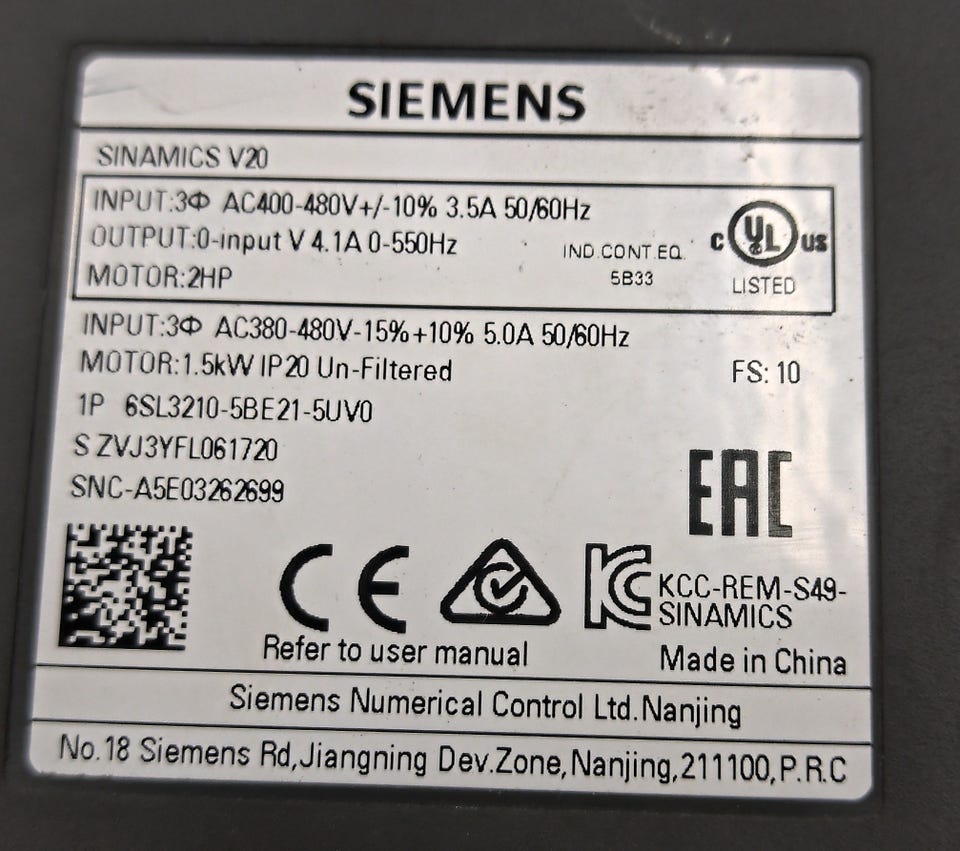 SIEMENS
SINAMICS V20
INPUT:3Φ AC400-480V+/-10% 3.5A 50/60Hz
OUTPUT:0-input V 4.1A 0-550Hz
MOTOR:2HP
IND.CONT.EQ.
5B33
C UL US
LISTED
INPUT:3Φ AC380-480V-15%+10% 5.0A 50/60Hz
MOTOR:1.5kW IP20 Un-Filtered
FS: 10
1P 6SL3210-5BE21-5UV0
S ZVJ3YFL061720
SNC-A5E03262699
EAC
CE
KC
KCC-REM-S49-
SINAMICS
Refer to user manual
Made in China
Siemens Numerical Control Ltd.Nanjing
No.18 Siemens Rd,Jiangning Dev.Zone,Nanjing,211100,P.R.C